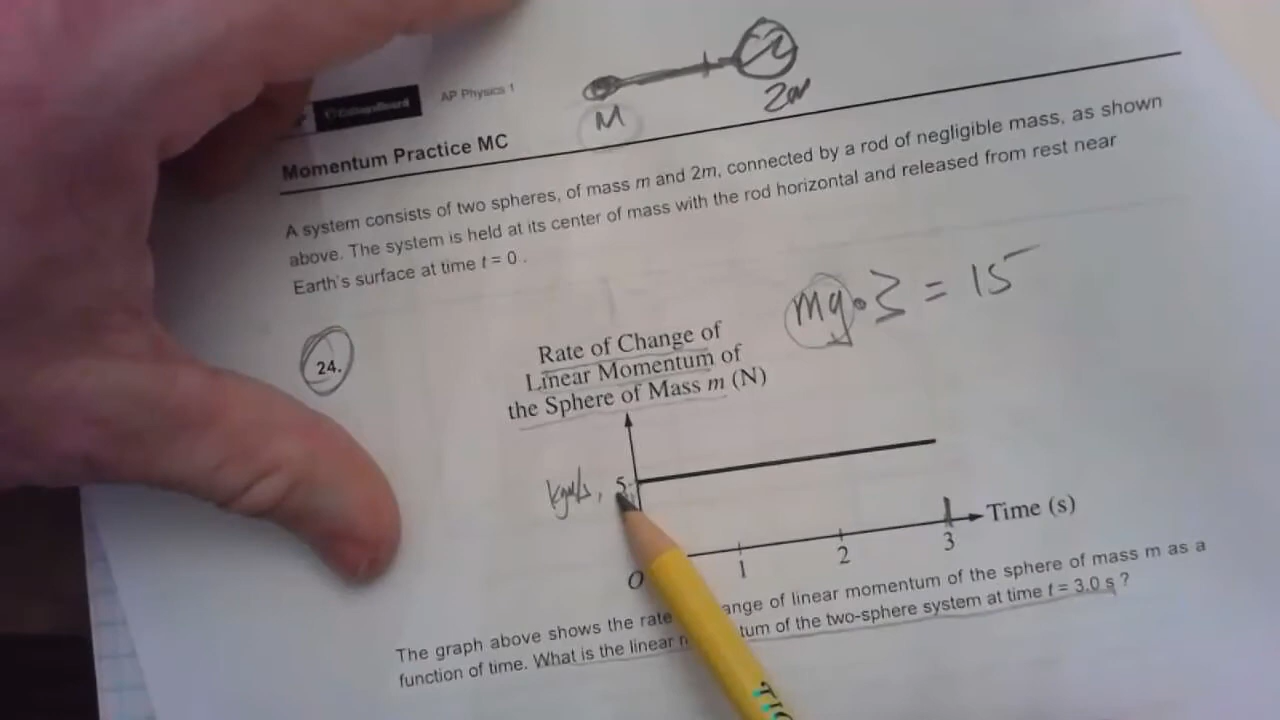 CollegeBoard
AP Physics 1
M
2m
Momentum Practice MC
A system consists of two spheres, of mass m and 2m, connected by a rod of negligible mass, as shown
above. The system is held at its center of mass with the rod horizontal and released from rest near
Earth's surface at time t = 0 .
mg·3 = 15
24.
Rate of Change of
Linear Momentum of
the Sphere of Mass m (N)
5
Time (s)
O 1 2 3
The graph above shows the rate ange of linear momentum of the sphere of mass m as a
function of time. What is the linear tum of the two-sphere system at time t = 3.0 s ?
TIC